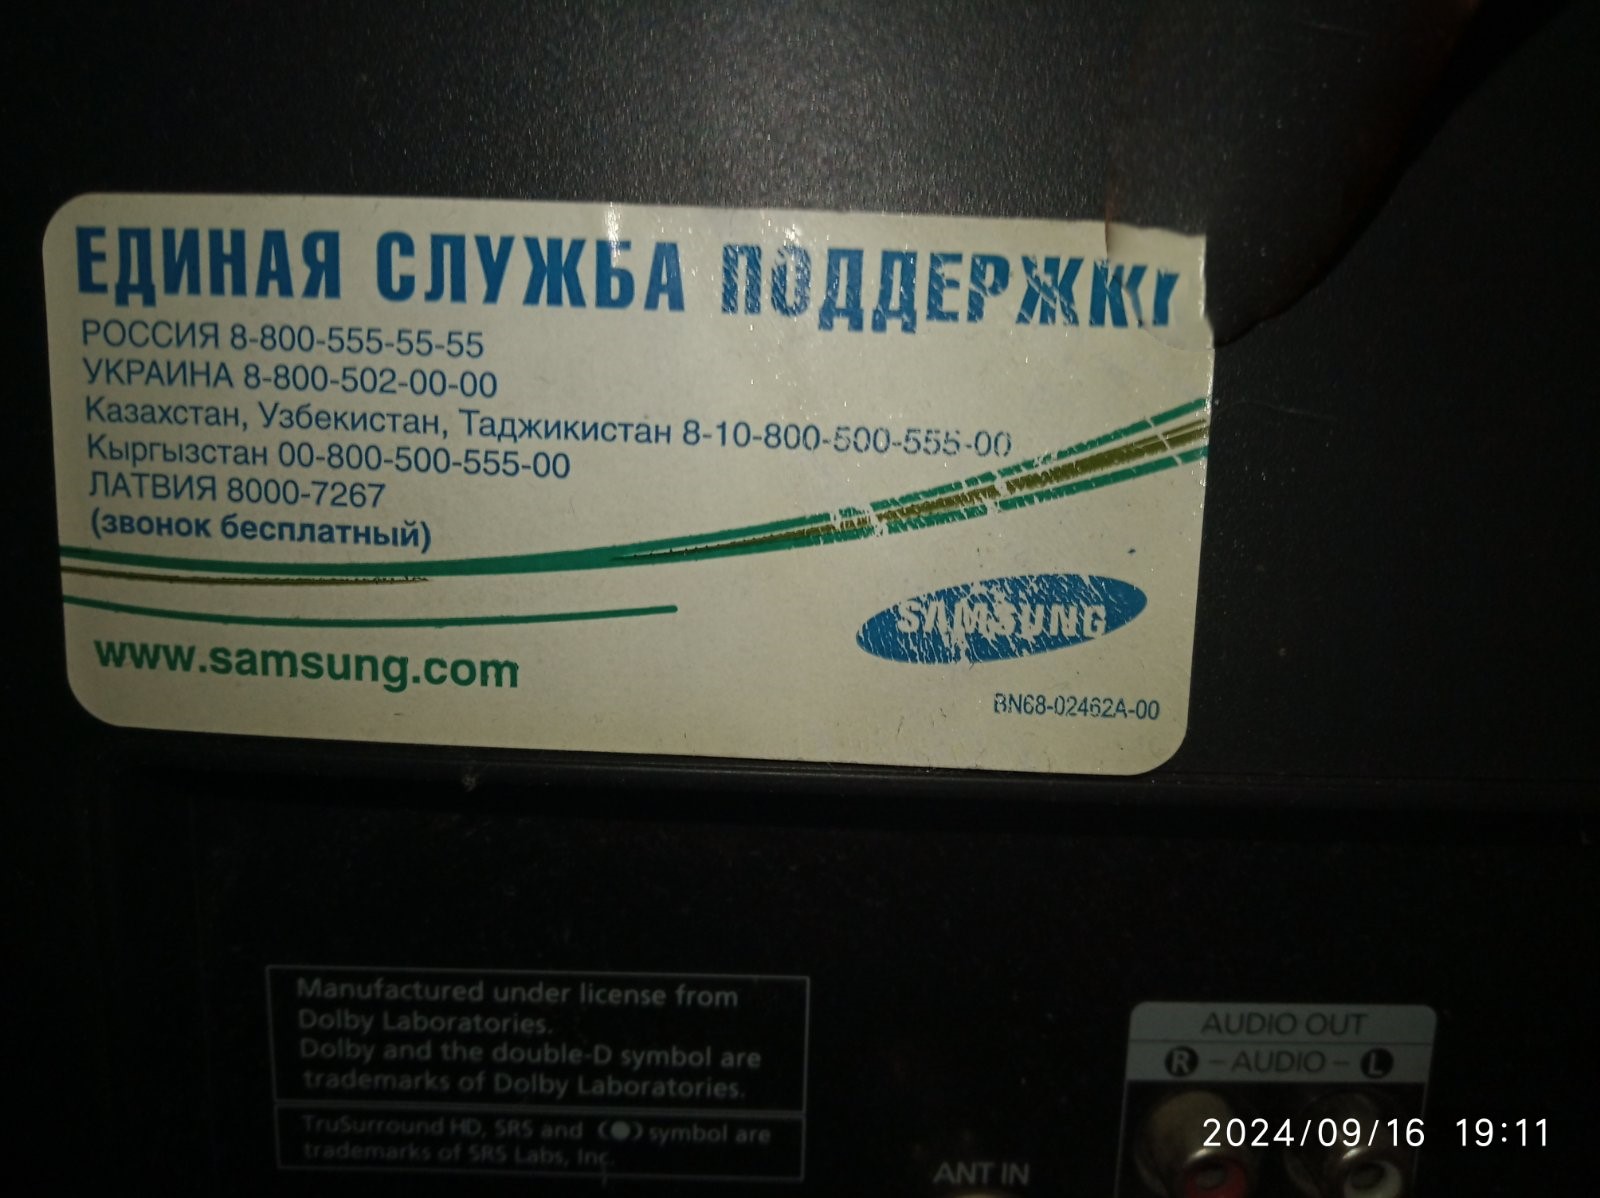 ЕДИНАЯ СЛУЖБА ПОДДЕРЖКИ
РОССИЯ 8-800-555-55-55
УКРАИНА 8-800-502-00-00
Казахстан, Узбекистан, Таджикистан 8-10-800-500-555-00
Кыргызстан 00-800-500-555-00
ЛАТВИЯ 8000-7267
(звонок бесплатный)
www.samsung.com
SAMSUNG
BN68-02462A-00
Manufactured under license from
Dolby Laboratories.
Dolby and the double-D symbol are
trademarks of Dolby Laboratories.
TruSurround HD, SRS and (●) symbol are
trademarks of SRS Labs, Inc.
AUDIO OUT
R - AUDIO - L
ANT IN
2024/09/16 19:11